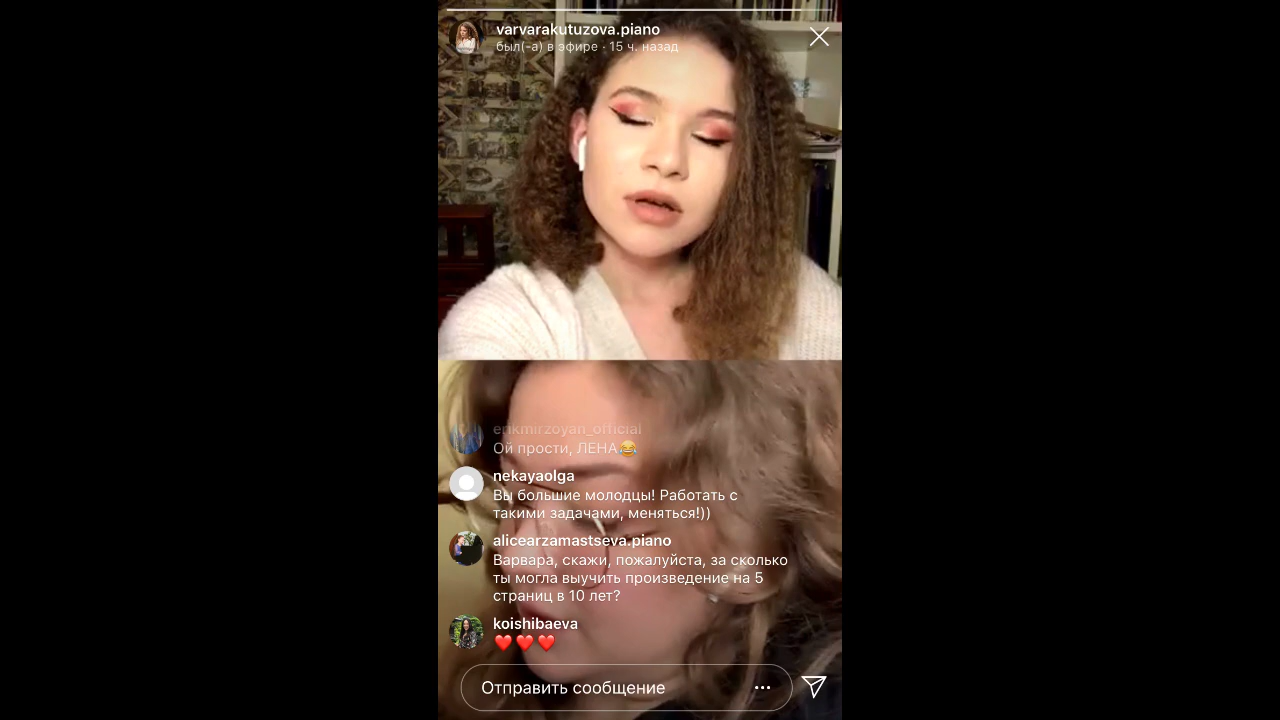 varvarakutuzova.piano
был(-а) в эфире · 15 ч. назад
erikmirzoyan_official
Ой прости, ЛЕНА😂
nekayaolga
Вы большие молодцы! Работать с
такими задачами, меняться!))
alicearzamastseva.piano
Варвара, скажи, пожалуйста, за сколько
ты могла выучить произведение на 5
страниц в 10 лет?
koishibaeva
❤️❤️❤️
Отправить сообщение